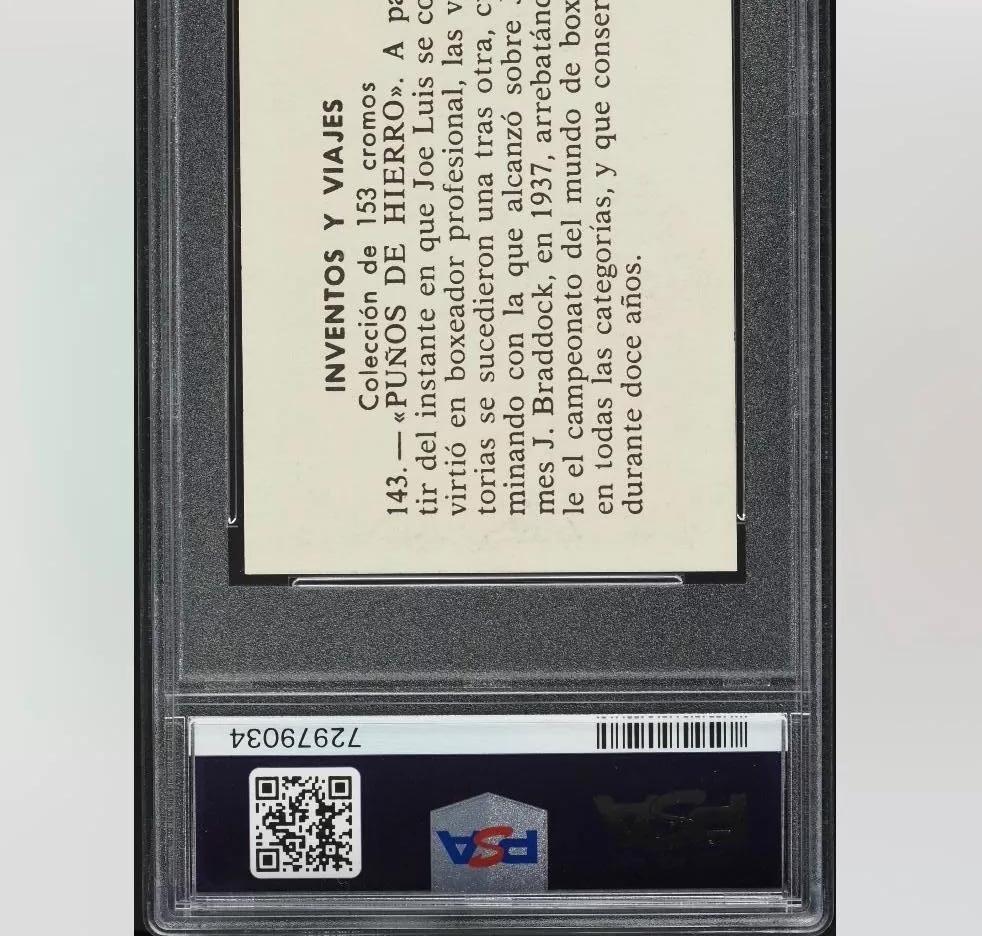 INVENTOS Y VIAJES
Colección de 153 cromos
143.—«PUÑOS DE HIERRO». A pa
tir del instante en que Joe Luis se co
virtió en boxeador profesional, las v
torias se sucedieron una tras otra, c
minando con la que alcanzó sobre
mes J. Braddock, en 1937, arrebatánd
le el campeonato del mundo de box
en todas las categorías, y que conser
durante doce años.
72979034
PSA
PSA